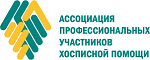 АССОЦИАЦИЯ
ПРОФЕССИОНАЛЬНЫХ
УЧАСТНИКОВ
ХОСПИСНОЙ ПОМОЩИ